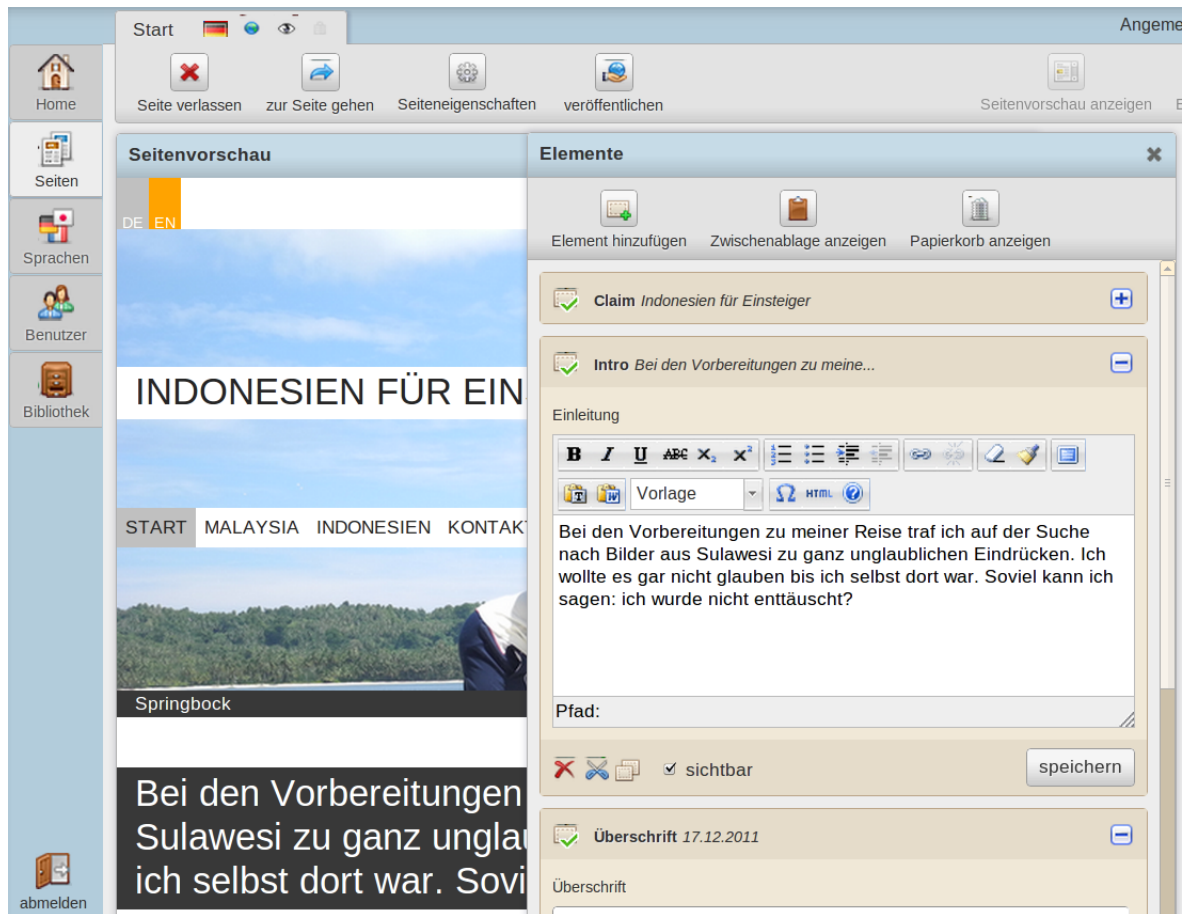 Start
Angeme
Home
Seiten
Sprachen
Benutzer
Bibliothek
abmelden
Seite verlassen
zur Seite gehen
Seiteneigenschaften
veröffentlichen
Seitenvorschau anzeigen
E
Seitenvorschau
DE EN
INDONESIEN FÜR EIN
START MALAYSIA INDONESIEN KONTAKT
Springbock
Bei den Vorbereitungen
Sulawesi zu ganz unglau
ich selbst dort war. Sovi
Elemente
Element hinzufügen
Zwischenablage anzeigen
Papierkorb anzeigen
Claim Indonesien für Einsteiger
Intro Bei den Vorbereitungen zu meine...
Einleitung
B I U ABC X₂ X²
Vorlage
Ω HTML
Bei den Vorbereitungen zu meiner Reise traf ich auf der Suche
nach Bilder aus Sulawesi zu ganz unglaublichen Eindrücken. Ich
wollte es gar nicht glauben bis ich selbst dort war. Soviel kann ich
sagen: ich wurde nicht enttäuscht?
Pfad:
sichtbar
speichern
Überschrift 17.12.2011
Überschrift